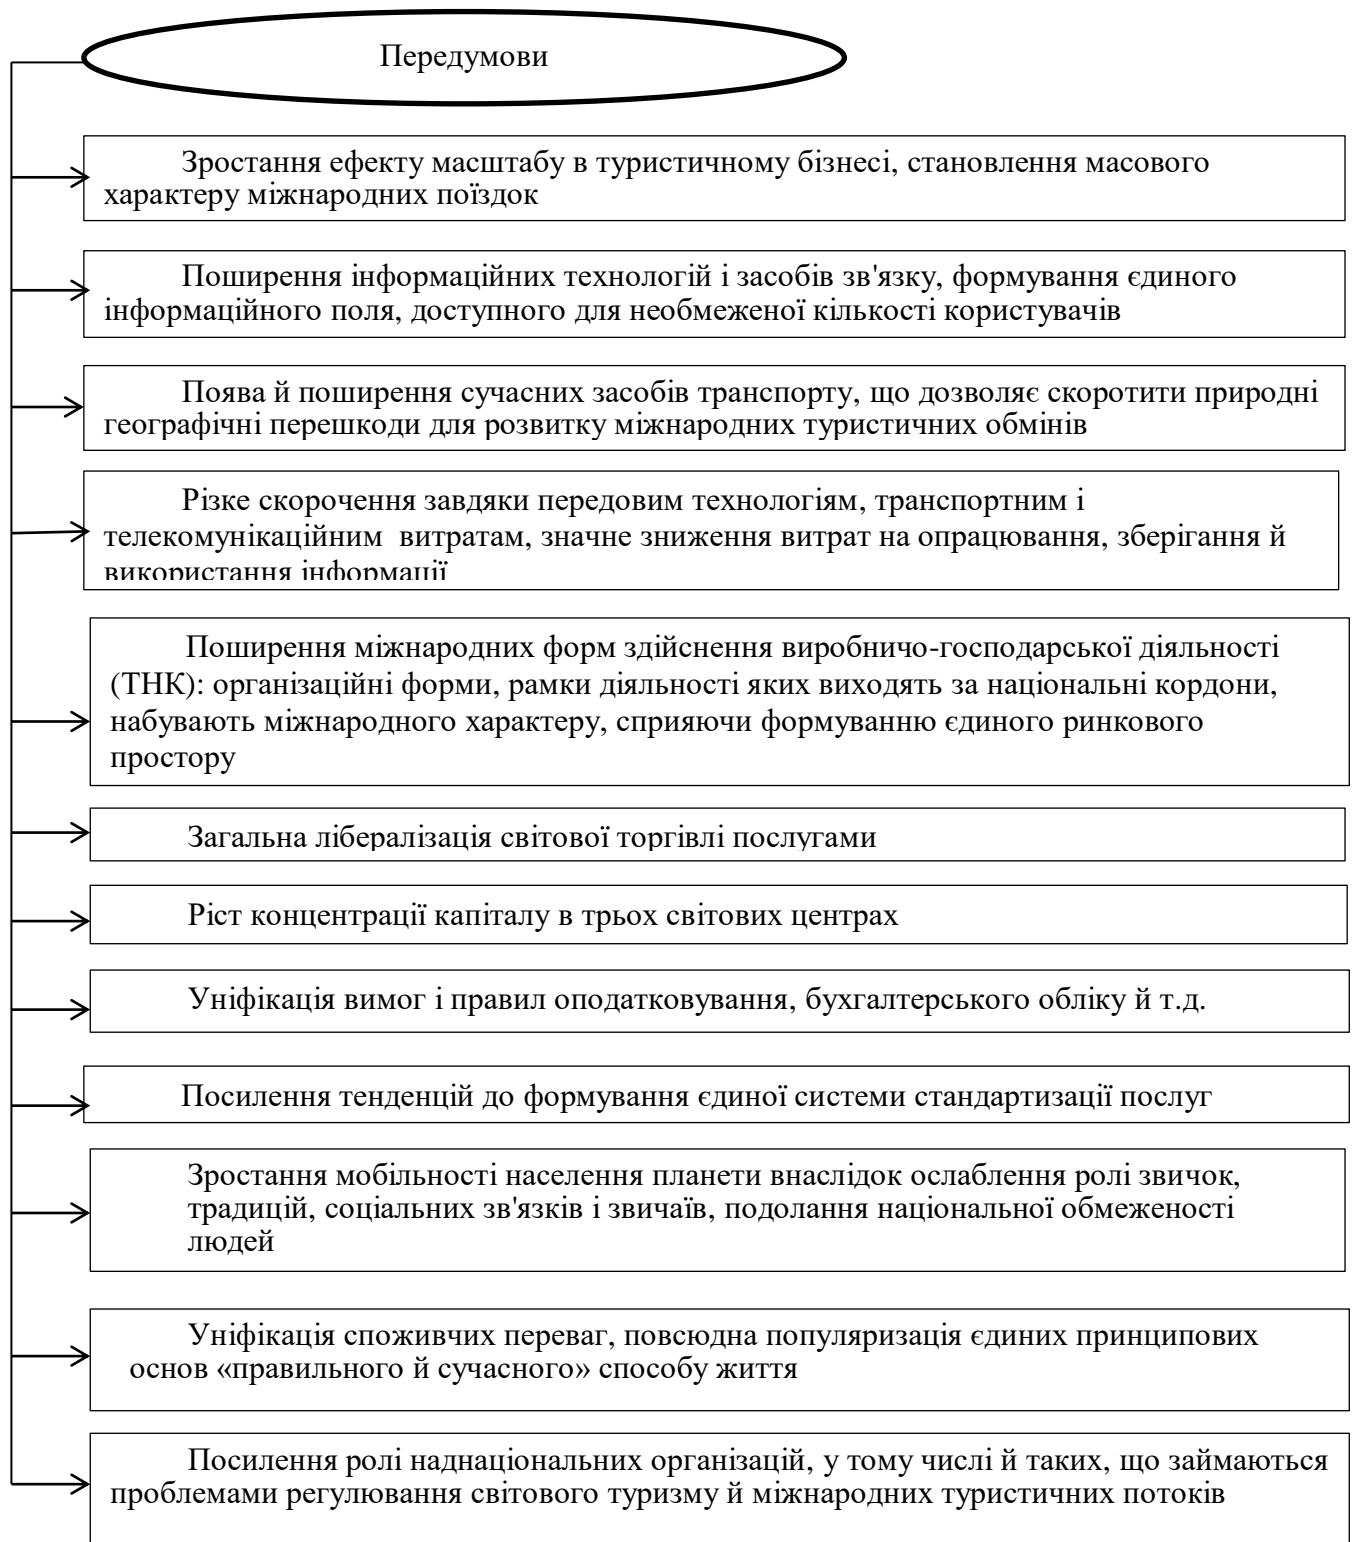 Передумови
Зростання ефекту масштабу в туристичному бізнесі, становлення масового
характеру міжнародних поїздок
Поширення інформаційних технологій і засобів зв'язку, формування єдиного
інформаційного поля, доступного для необмеженої кількості користувачів
Поява й поширення сучасних засобів транспорту, що дозволяє скоротити природні
географічні перешкоди для розвитку міжнародних туристичних обмінів
Різке скорочення завдяки передовим технологіям, транспортним і
телекомунікаційним витратам, значне зниження витрат на опрацювання, зберігання й
використання інформації
Поширення міжнародних форм здійснення виробничо-господарської діяльності
(ТНК): організаційні форми, рамки діяльності яких виходять за національні кордони,
набувають міжнародного характеру, сприяючи формуванню єдиного ринкового
простору
Загальна лібералізація світової торгівлі послугами
Ріст концентрації капіталу в трьох світових центрах
Уніфікація вимог і правил оподатковування, бухгалтерського обліку й т.д.
Посилення тенденцій до формування єдиної системи стандартизації послуг
Зростання мобільності населення планети внаслідок ослаблення ролі звичок,
традицій, соціальних зв'язків і звичаїв, подолання національної обмеженості
людей
Уніфікація споживчих переваг, повсюдна популяризація єдиних принципових
основ «правильного й сучасного» способу життя
Посилення ролі наднаціональних організацій, у тому числі й таких, що займаються
проблемами регулювання світового туризму й міжнародних туристичних потоків